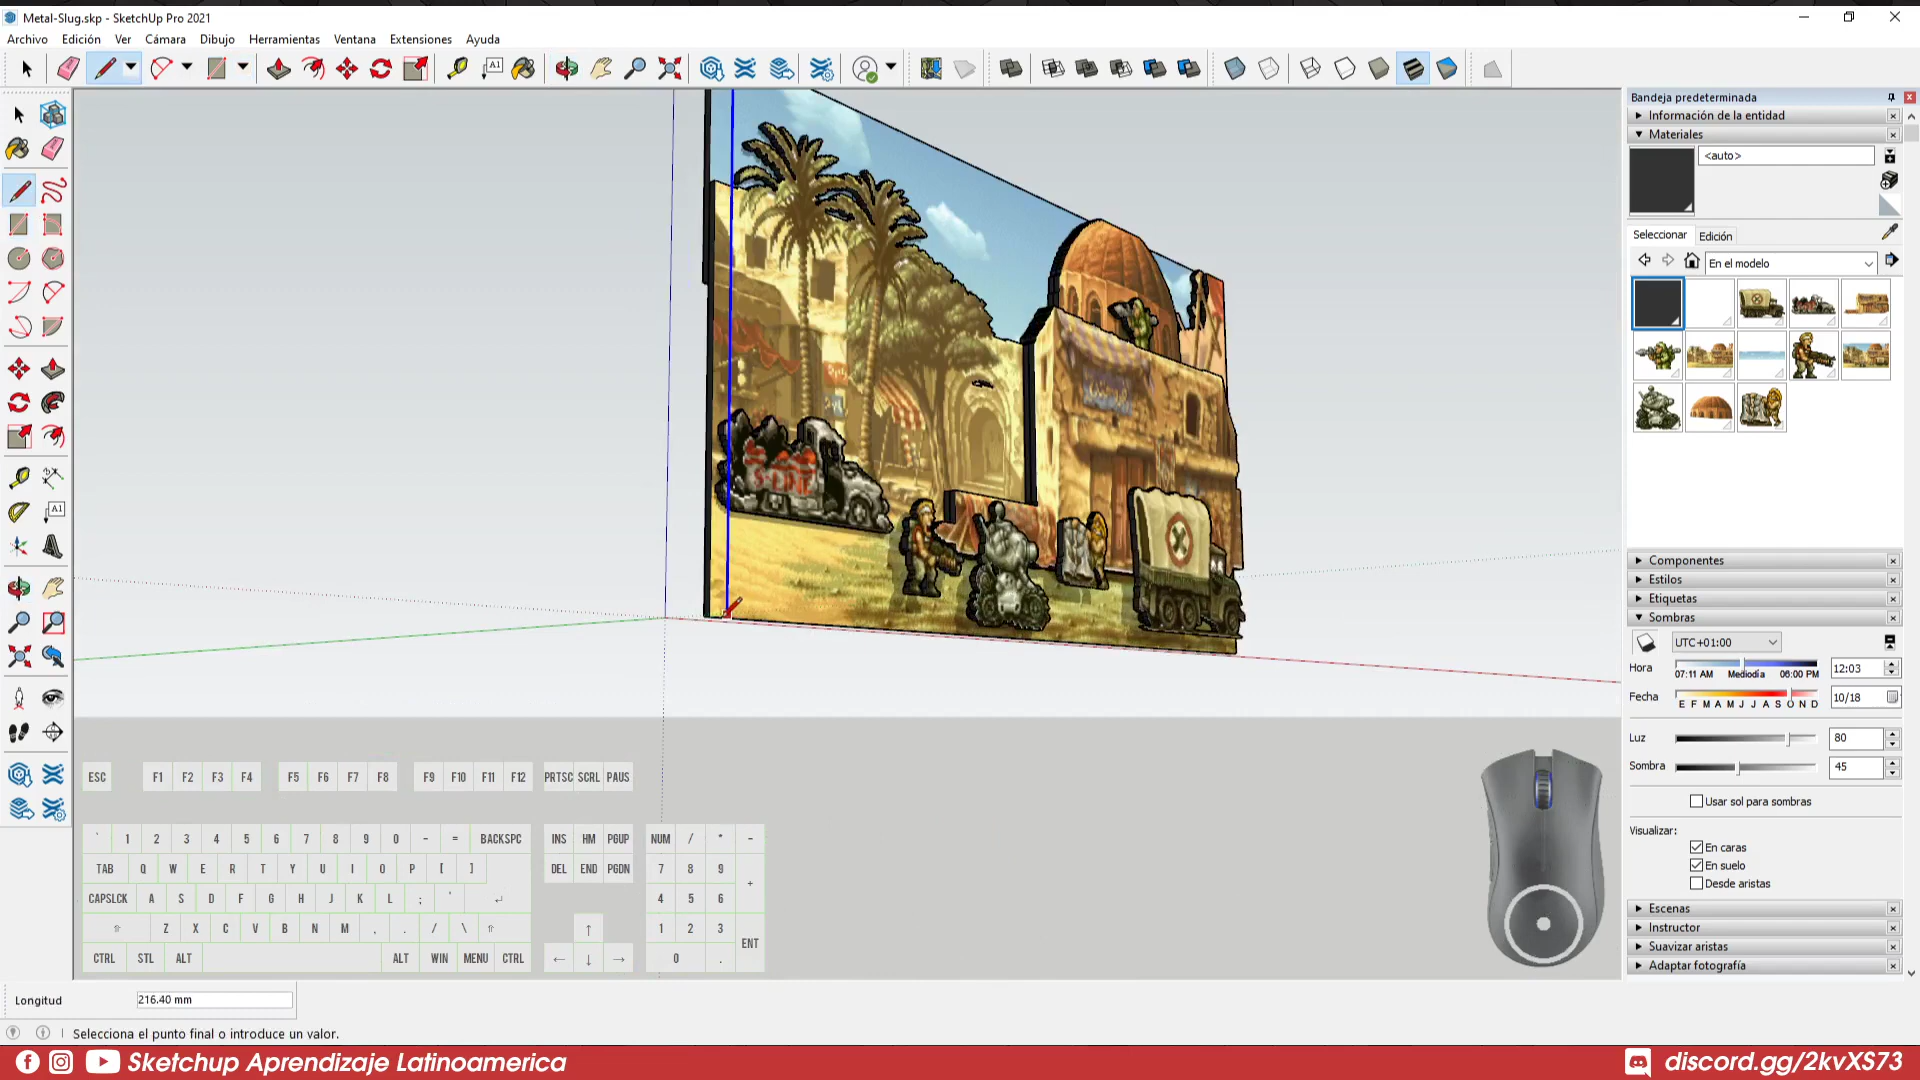 Metal-Slug.skp - SketchUp Pro 2021
Archivo Edición Ver Cámara Dibujo Herramientas Ventana Extensiones Ayuda
A1
A1
Bandeja predeterminada
Información de la entidad
Materiales
<auto>
Seleccionar Edición
En el modelo
S-LINE
Componentes
Estilos
Etiquetas
Sombras
UTC+01:00
Hora 07:11 AM Mediodía 06:00 PM 12:03
Fecha E F M A M J J A S O N D 10/18
Luz 80
Sombra 45
Usar sol para sombras
Visualizar:
En caras
En suelo
Desde aristas
Escenas
Instructor
Suavizar aristas
Adaptar fotografía
ESC F1 F2 F3 F4 F5 F6 F7 F8 F9 F10 F11 F12 PRTSC SCRL PAUS
` 1 2 3 4 5 6 7 8 9 0 - = BACKSPC INS HM PGUP NUM / * -
TAB Q W E R T Y U I O P [ ] DEL END PGDN 7 8 9 +
CAPSLCK A S D F G H J K L ; ' ↵ 4 5 6
⇧ Z X C V B N M , . / \ ⇧ ↑ 1 2 3 ENT
CTRL STL ALT ALT WIN MENU CTRL ← ↓ → 0 .
Longitud 216.40 mm
Selecciona el punto final o introduce un valor.
Sketchup Aprendizaje Latinoamerica
discord.gg/2kvXS73